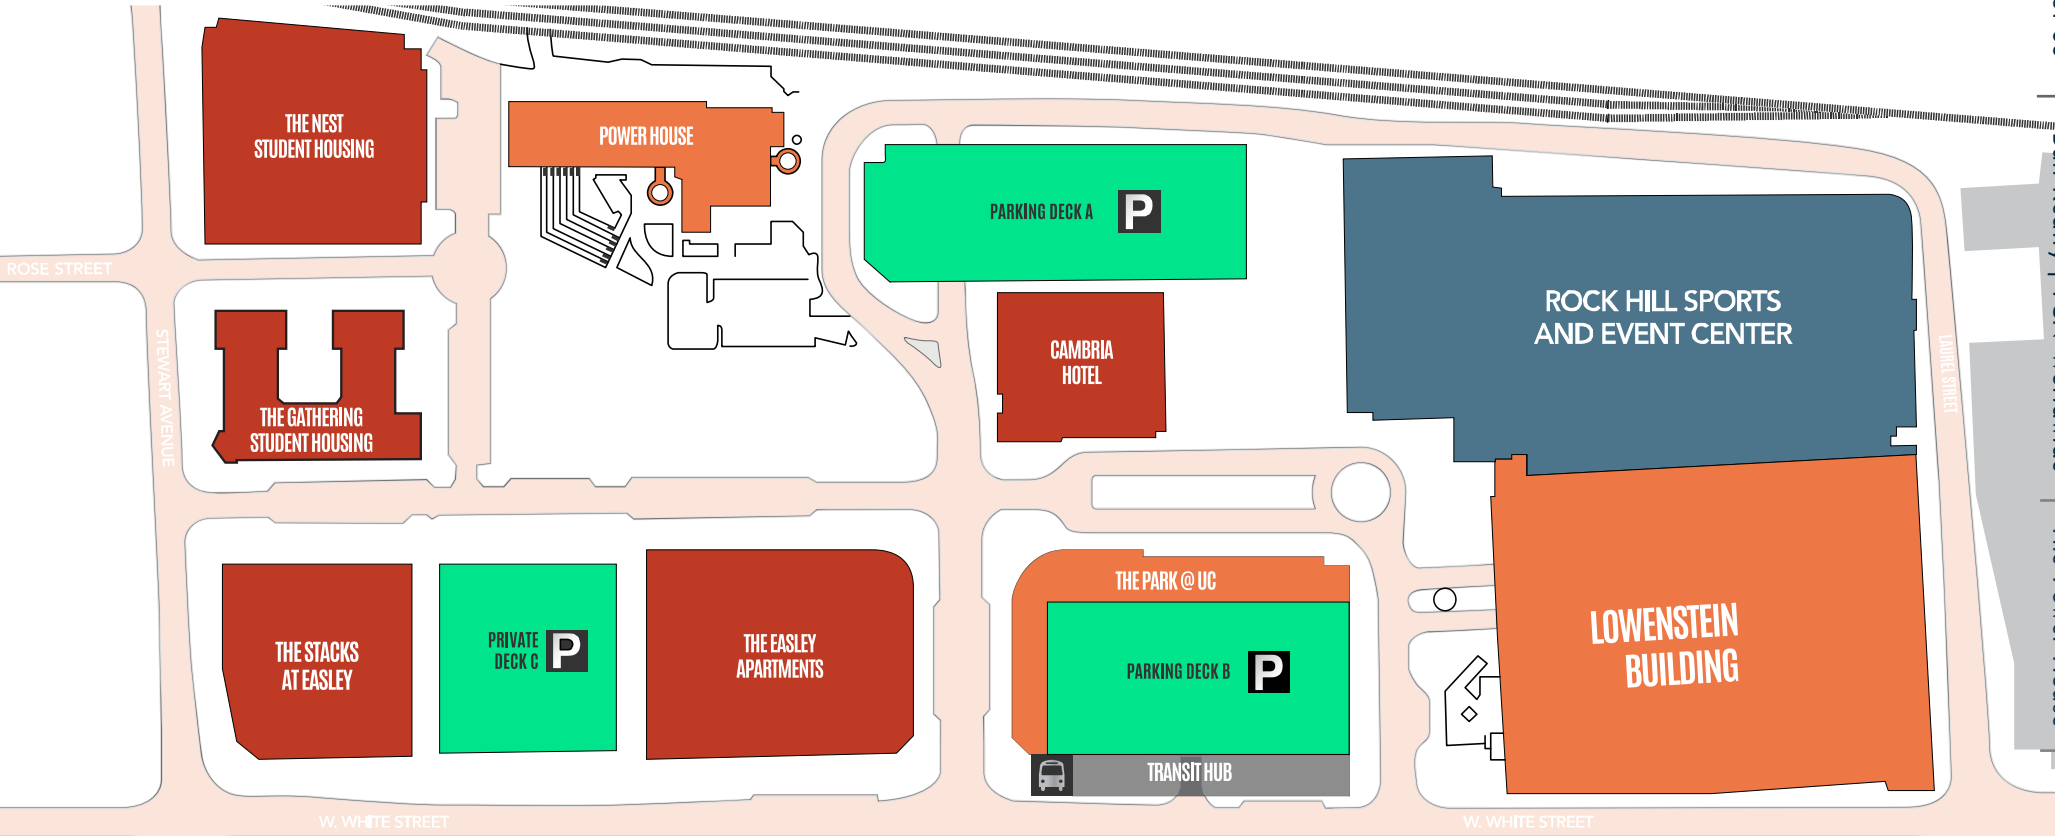 THE NEST
STUDENT HOUSING
POWER HOUSE
PARKING DECK A
P
ROSE STREET
ROCK HILL SPORTS
AND EVENT CENTER
STEWART AVENUE
CAMBRIA
HOTEL
LAUREL STREET
THE GATHERING
STUDENT HOUSING
THE PARK @ UC
THE STACKS
AT EASLEY
PRIVATE
DECK C
P
THE EASLEY
APARTMENTS
PARKING DECK B
P
LOWENSTEIN
BUILDING
TRANSIT HUB
W. WHITE STREET
W. WHITE STREET